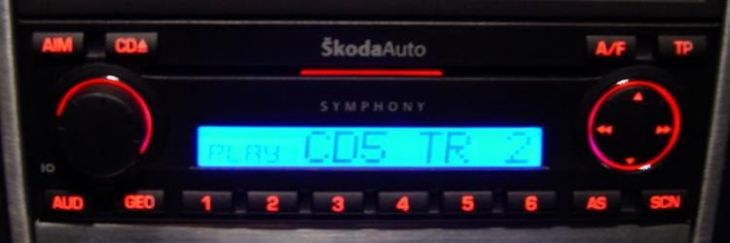 AIM CD ŠkodaAuto A/F TP
SYMPHONY
PLAY CD5 TR 2
AUD GEO 1 2 3 4 5 6 AS SCN